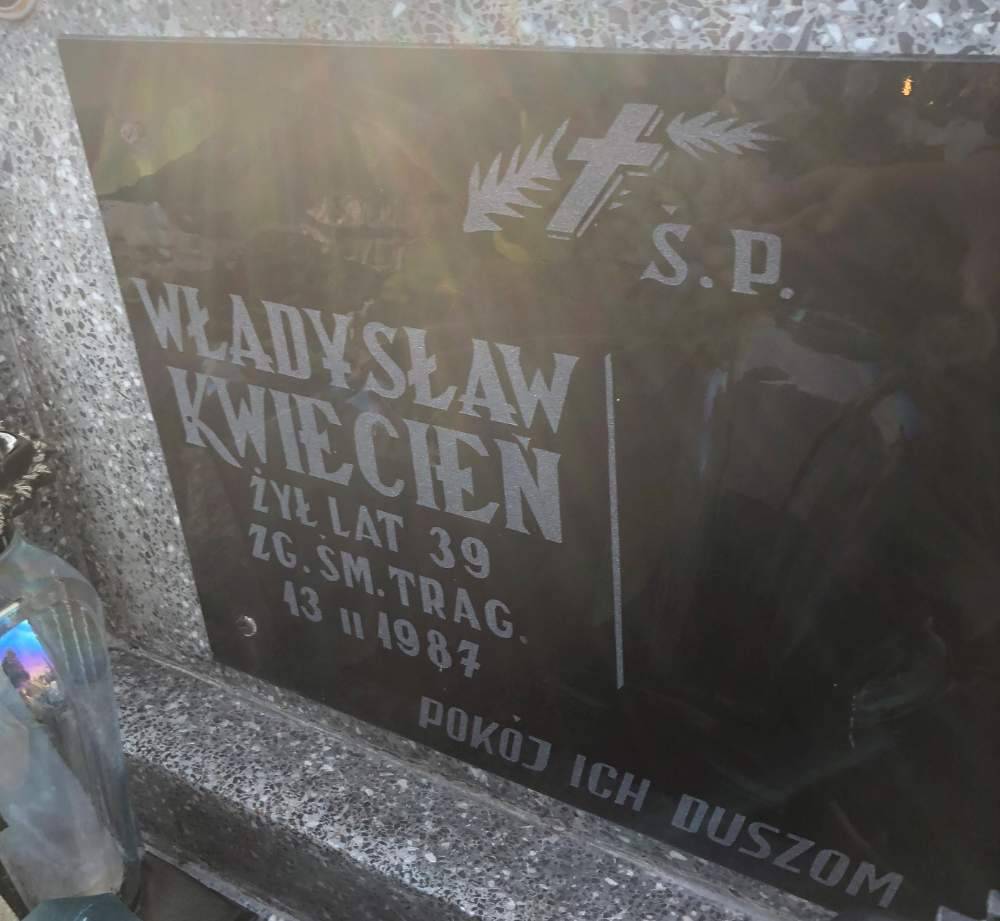 Ś.P.
WŁADYSŁAW
KWIECIEŃ
ŻYŁ LAT 39
ZG. ŚM. TRAG.
13 II 1987
POKÓJ ICH DUSZOM